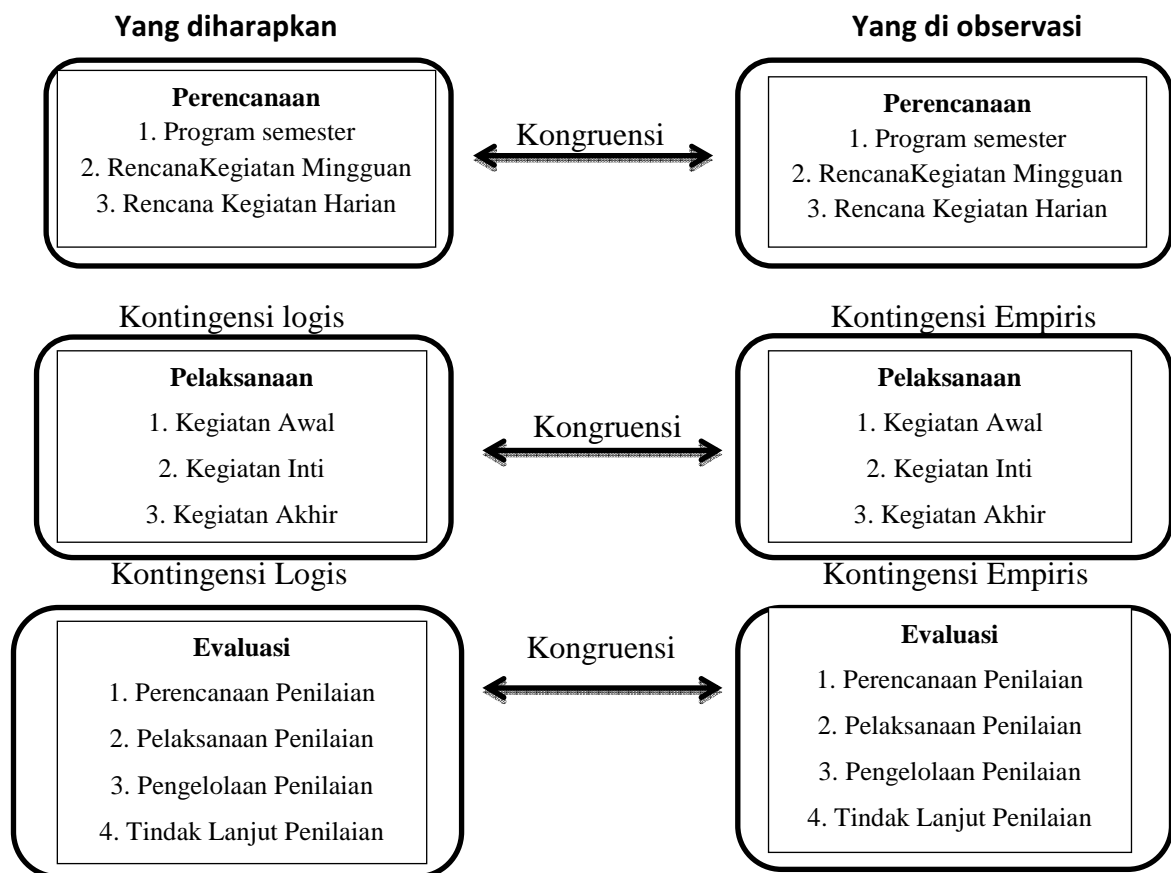 Yang diharapkan
Yang di observasi
Perencanaan
1. Program semester
2. RencanaKegiatan Mingguan
3. Rencana Kegiatan Harian
Kongruensi
Perencanaan
1. Program semester
2. RencanaKegiatan Mingguan
3. Rencana Kegiatan Harian
Kontingensi logis
Kontingensi Empiris
Pelaksanaan
1. Kegiatan Awal
2. Kegiatan Inti
3. Kegiatan Akhir
Kongruensi
Pelaksanaan
1. Kegiatan Awal
2. Kegiatan Inti
3. Kegiatan Akhir
Kontingensi Logis
Kontingensi Empiris
Evaluasi
1. Perencanaan Penilaian
2. Pelaksanaan Penilaian
3. Pengelolaan Penilaian
4. Tindak Lanjut Penilaian
Kongruensi
Evaluasi
1. Perencanaan Penilaian
2. Pelaksanaan Penilaian
3. Pengelolaan Penilaian
4. Tindak Lanjut Penilaian